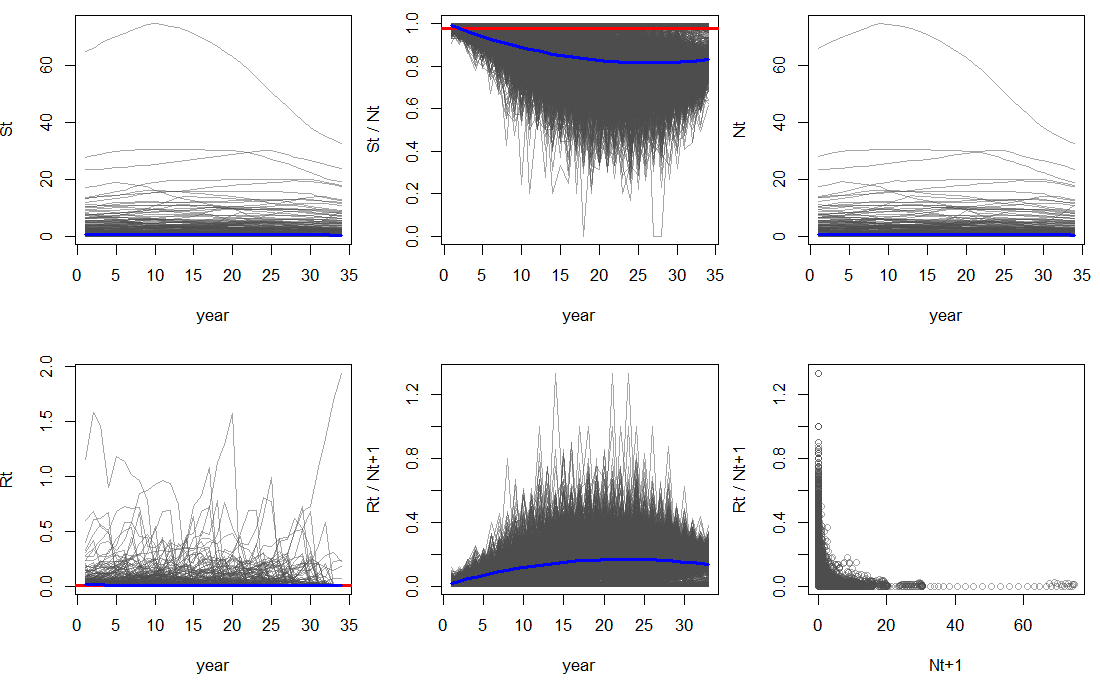 St
0 20 40 60
0 5 10 15 20 25 30 35
year
St / Nt
0.0 0.2 0.4 0.6 0.8 1.0
0 5 10 15 20 25 30 35
year
Nt
0 20 40 60
0 5 10 15 20 25 30 35
year
Rt
0.0 0.5 1.0 1.5 2.0
0 5 10 15 20 25 30 35
year
Rt / Nt+1
0.0 0.4 0.8 1.2
0 5 10 15 20 25 30
year
Rt / Nt+1
0.0 0.4 0.8 1.2
0 20 40 60
Nt+1